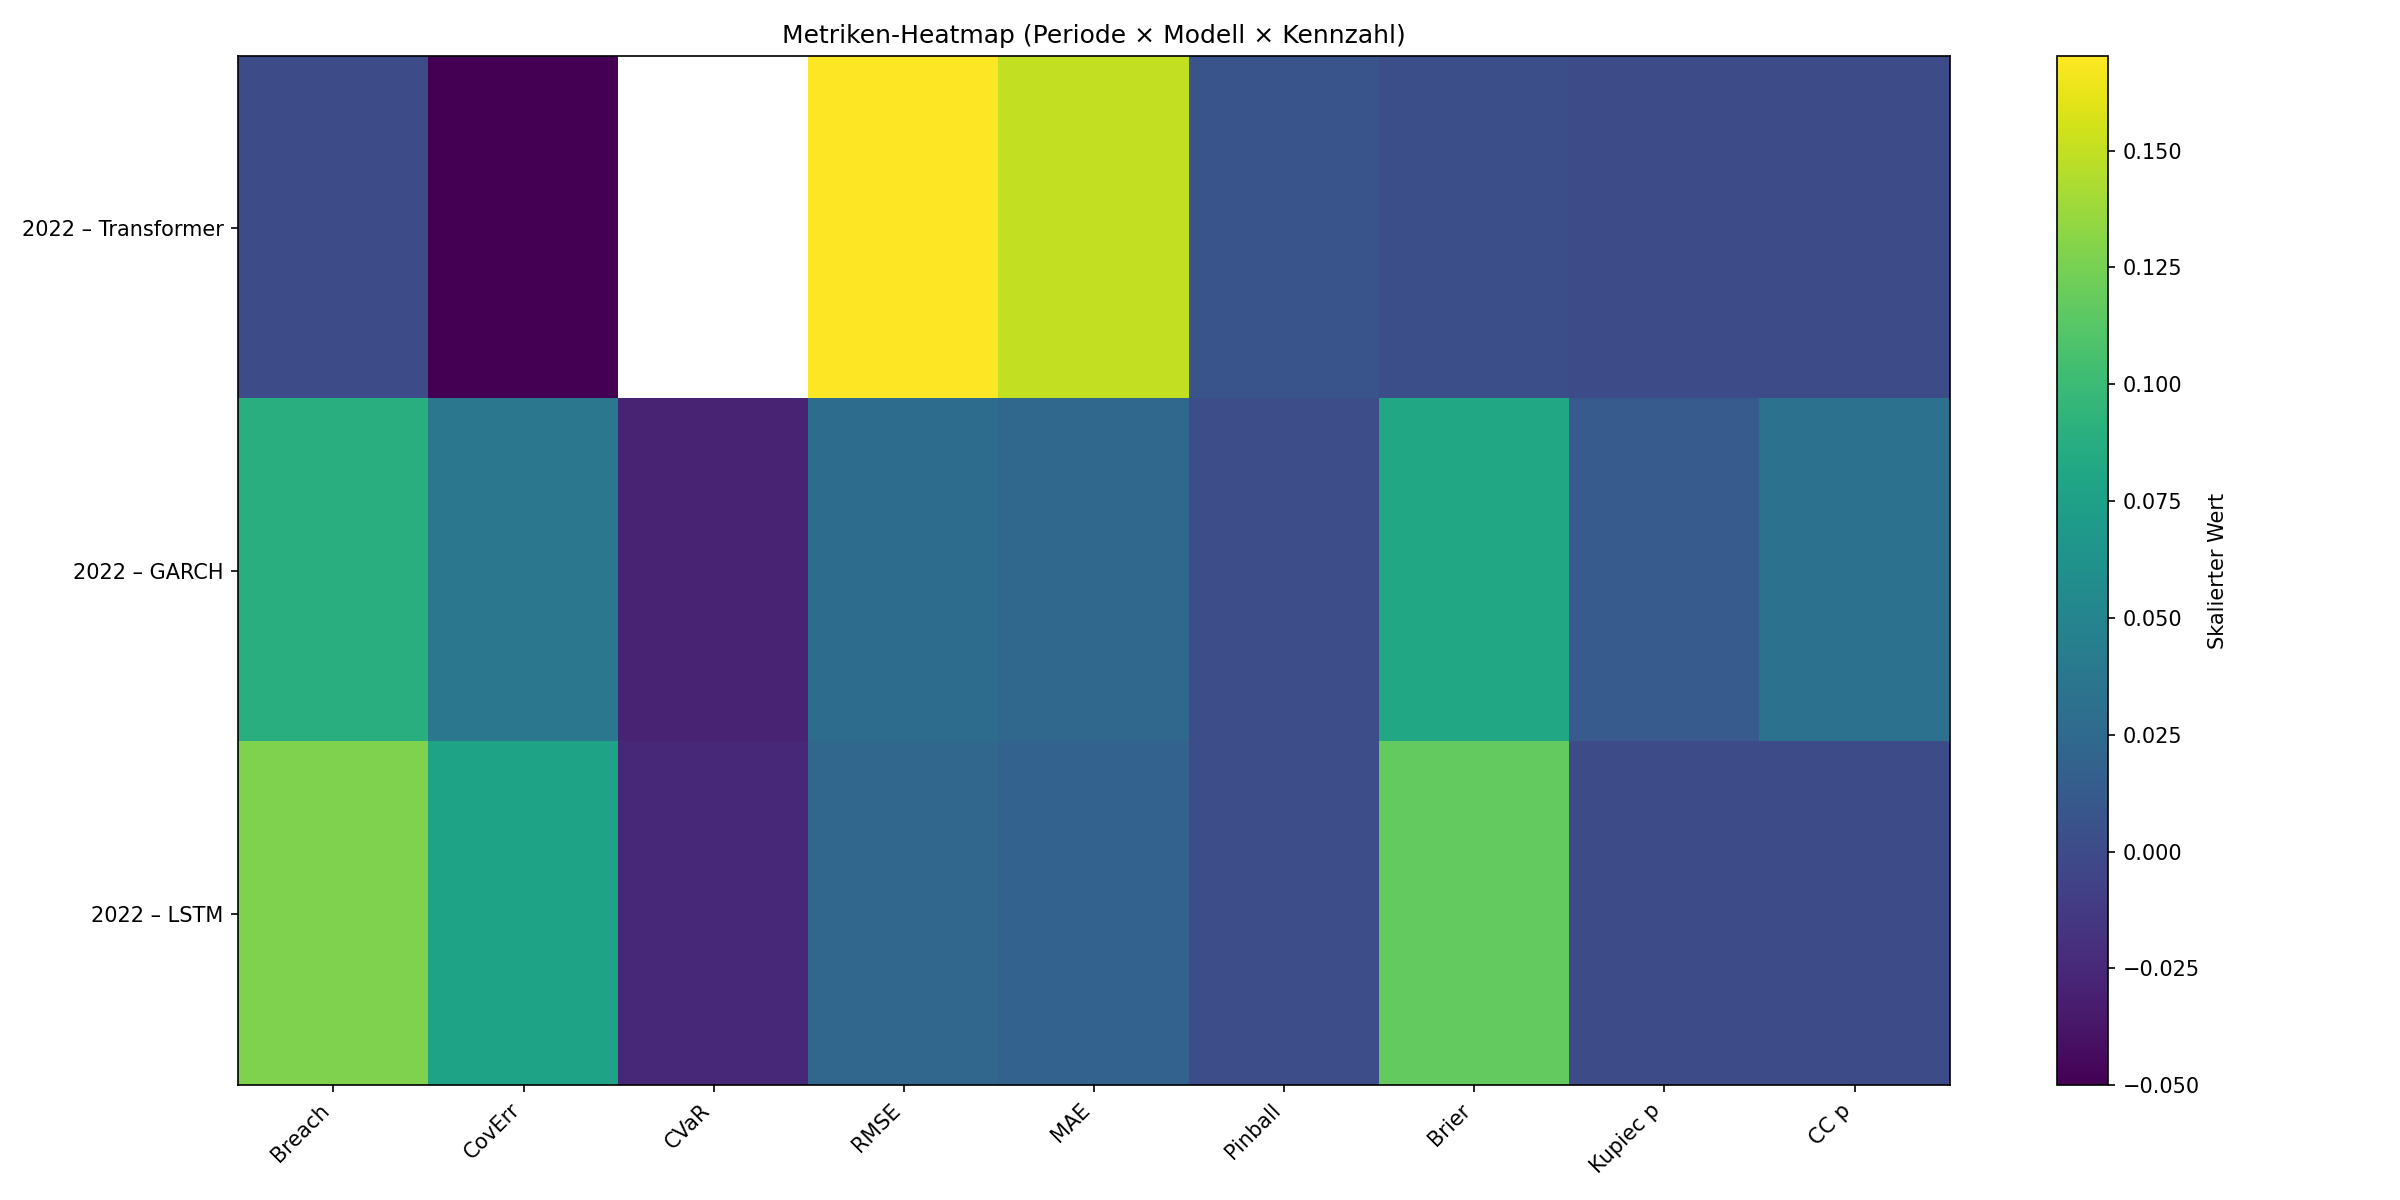 Metriken-Heatmap (Periode × Modell × Kennzahl)
2022 – Transformer
2022 – GARCH
2022 – LSTM
Breach
CovErr
CVaR
RMSE
MAE
Pinball
Brier
Kupiec p
CC p
0.150
0.125
0.100
0.075
0.050
0.025
0.000
−0.025
−0.050
Skalierter Wert